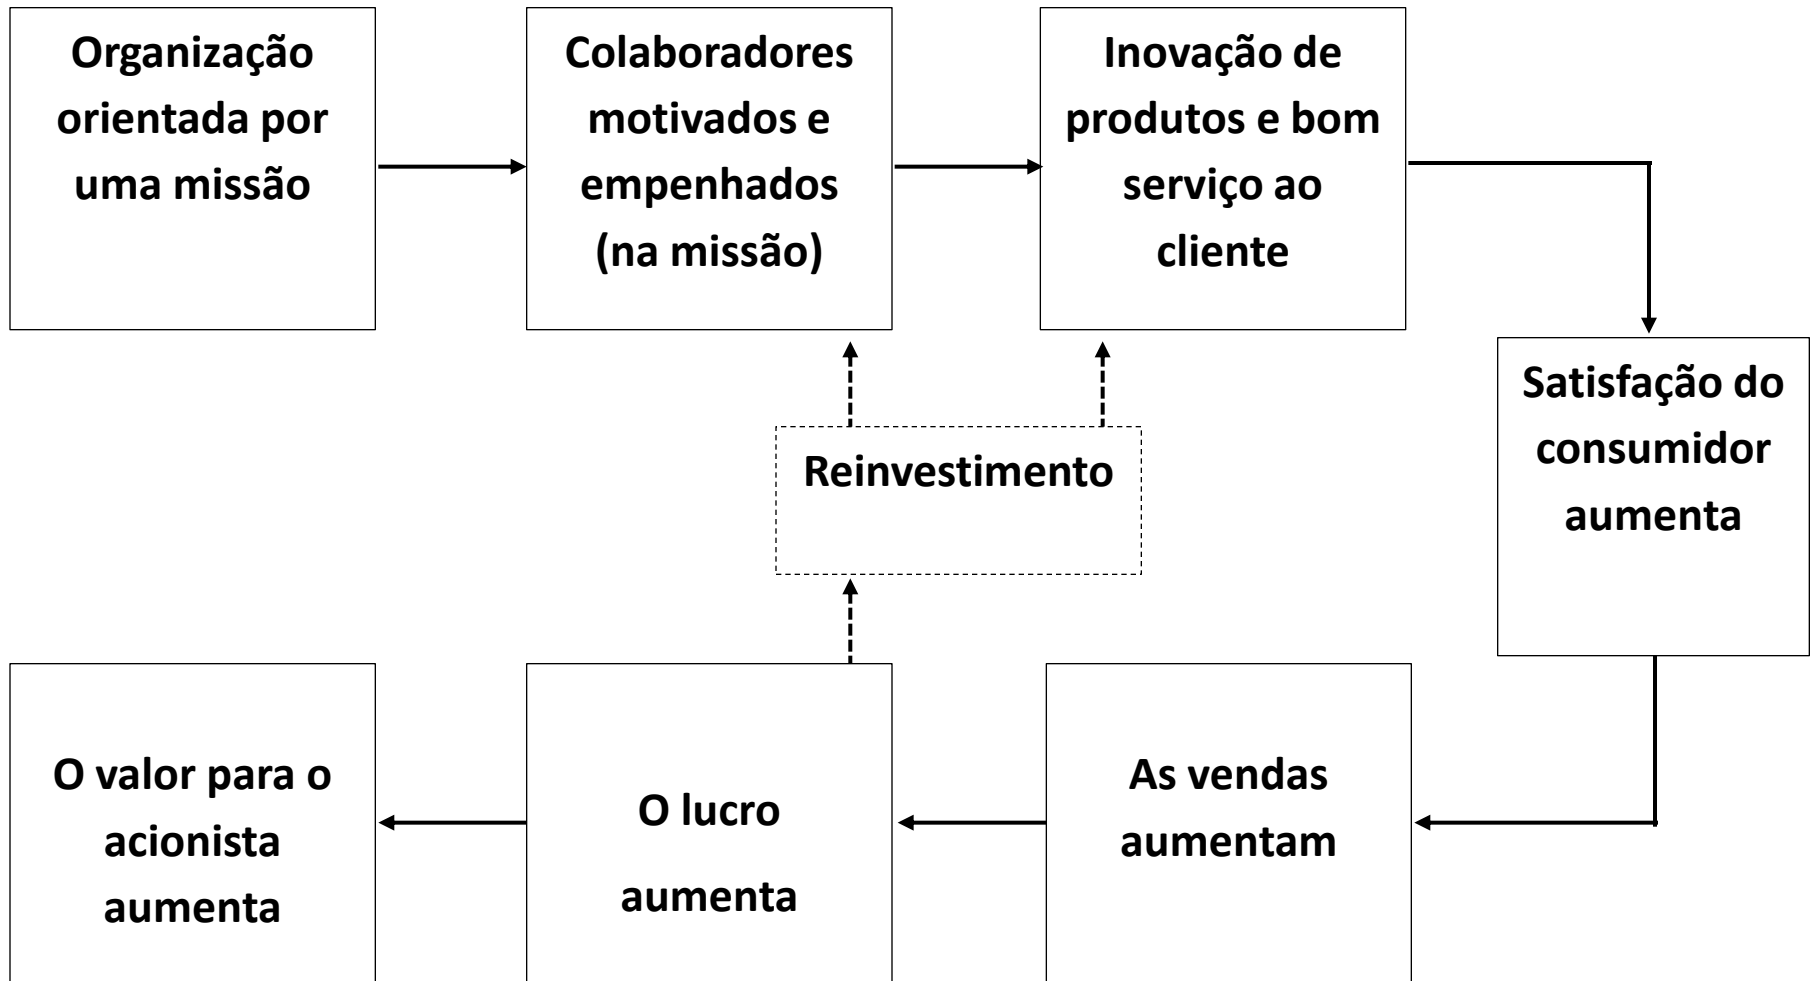 Organização
orientada por
uma missão
Colaboradores
motivados e
empenhados
(na missão)
Inovação de
produtos e bom
serviço ao
cliente
Satisfação do
consumidor
aumenta
Reinvestimento
O valor para o
acionista
aumenta
O lucro
aumenta
As vendas
aumentam